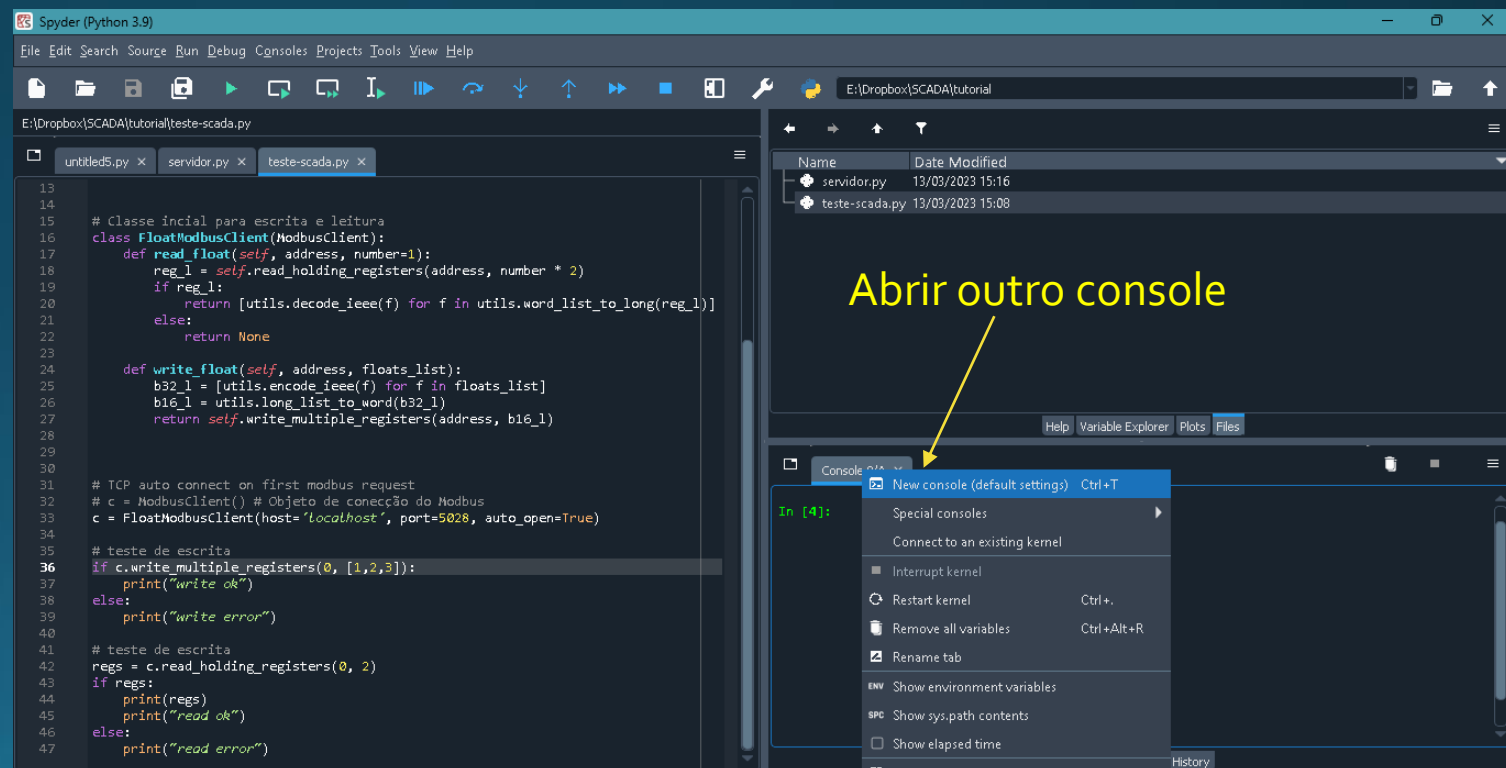 Spyder (Python 3.9)
File Edit Search Source Run Debug Consoles Projects Tools View Help
E:\Dropbox\SCADA\tutorial
E:\Dropbox\SCADA\tutorial\teste-scada.py
untitled5.py servidor.py teste-scada.py
13
14
15 # Classe incial para escrita e leitura
16 class FloatModbusClient(ModbusClient):
17 def read_float(self, address, number=1):
18 reg_l = self.read_holding_registers(address, number * 2)
19 if reg_l:
20 return [utils.decode_ieee(f) for f in utils.word_list_to_long(reg_l)]
21 else:
22 return None
23
24 def write_float(self, address, floats_list):
25 b32_l = [utils.encode_ieee(f) for f in floats_list]
26 b16_l = utils.long_list_to_word(b32_l)
27 return self.write_multiple_registers(address, b16_l)
28
29
30
31 # TCP auto connect on first modbus request
32 # c = ModbusClient() # Objeto de conecção do Modbus
33 c = FloatModbusClient(host='localhost', port=5028, auto_open=True)
34
35 # teste de escrita
36 if c.write_multiple_registers(0, [1,2,3]):
37 print("write ok")
38 else:
39 print("write error")
40
41 # teste de escrita
42 regs = c.read_holding_registers(0, 2)
43 if regs:
44 print(regs)
45 print("read ok")
46 else:
47 print("read error")
Name Date Modified
servidor.py 13/03/2023 15:16
teste-scada.py 13/03/2023 15:08
Abrir outro console
Help Variable Explorer Plots Files
Console
In [4]:
New console (default settings) Ctrl+T
Special consoles
Connect to an existing kernel
Interrupt kernel
Restart kernel Ctrl+.
Remove all variables Ctrl+Alt+R
Rename tab
ENV Show environment variables
SPC Show sys.path contents
Show elapsed time
History